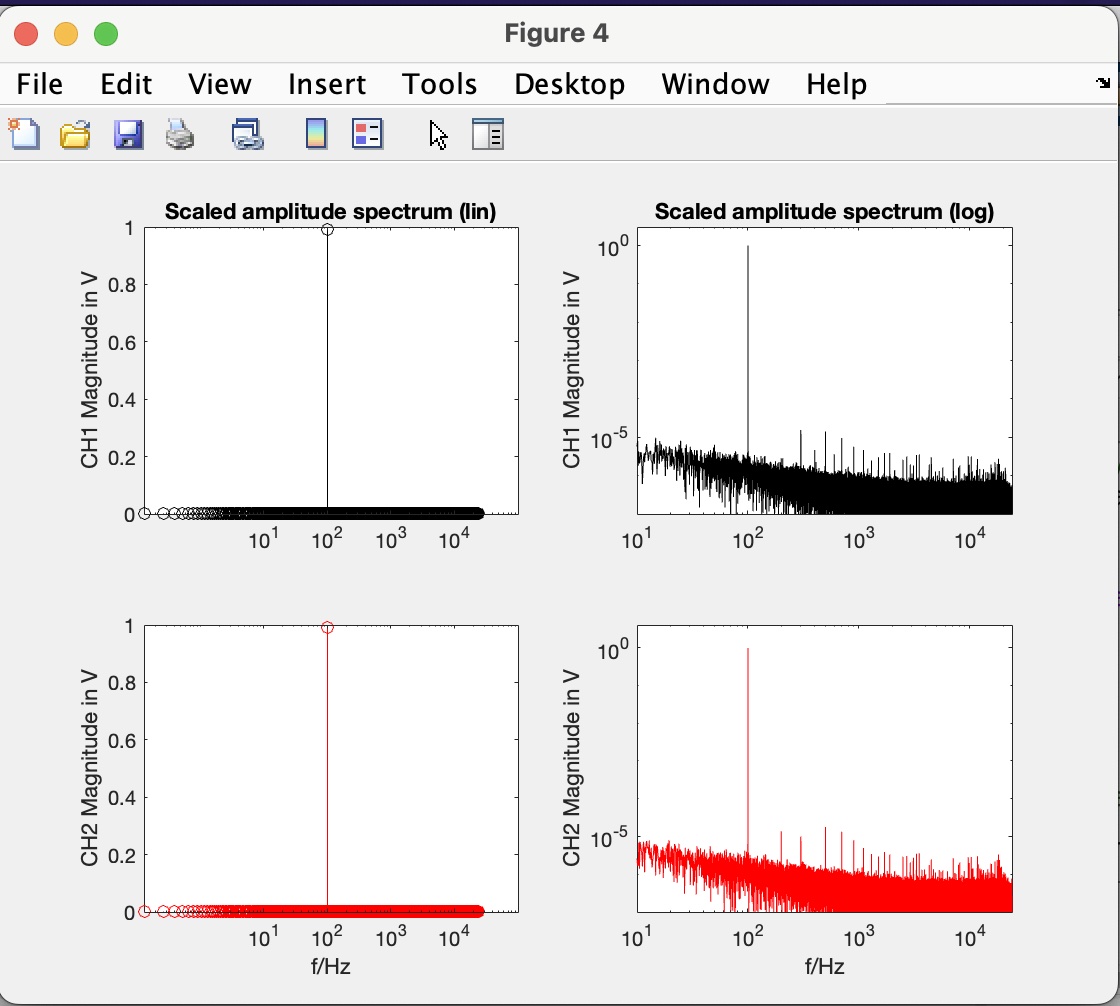 Figure 4
File Edit View Insert Tools Desktop Window Help
Scaled amplitude spectrum (lin)
CH1 Magnitude in V
1
0.8
0.6
0.4
0.2
0
10^1 10^2 10^3 10^4
Scaled amplitude spectrum (log)
CH1 Magnitude in V
10^0
10^-5
10^1 10^2 10^3 10^4
CH2 Magnitude in V
1
0.8
0.6
0.4
0.2
0
10^1 10^2 10^3 10^4
f/Hz
CH2 Magnitude in V
10^0
10^-5
10^1 10^2 10^3 10^4
f/Hz